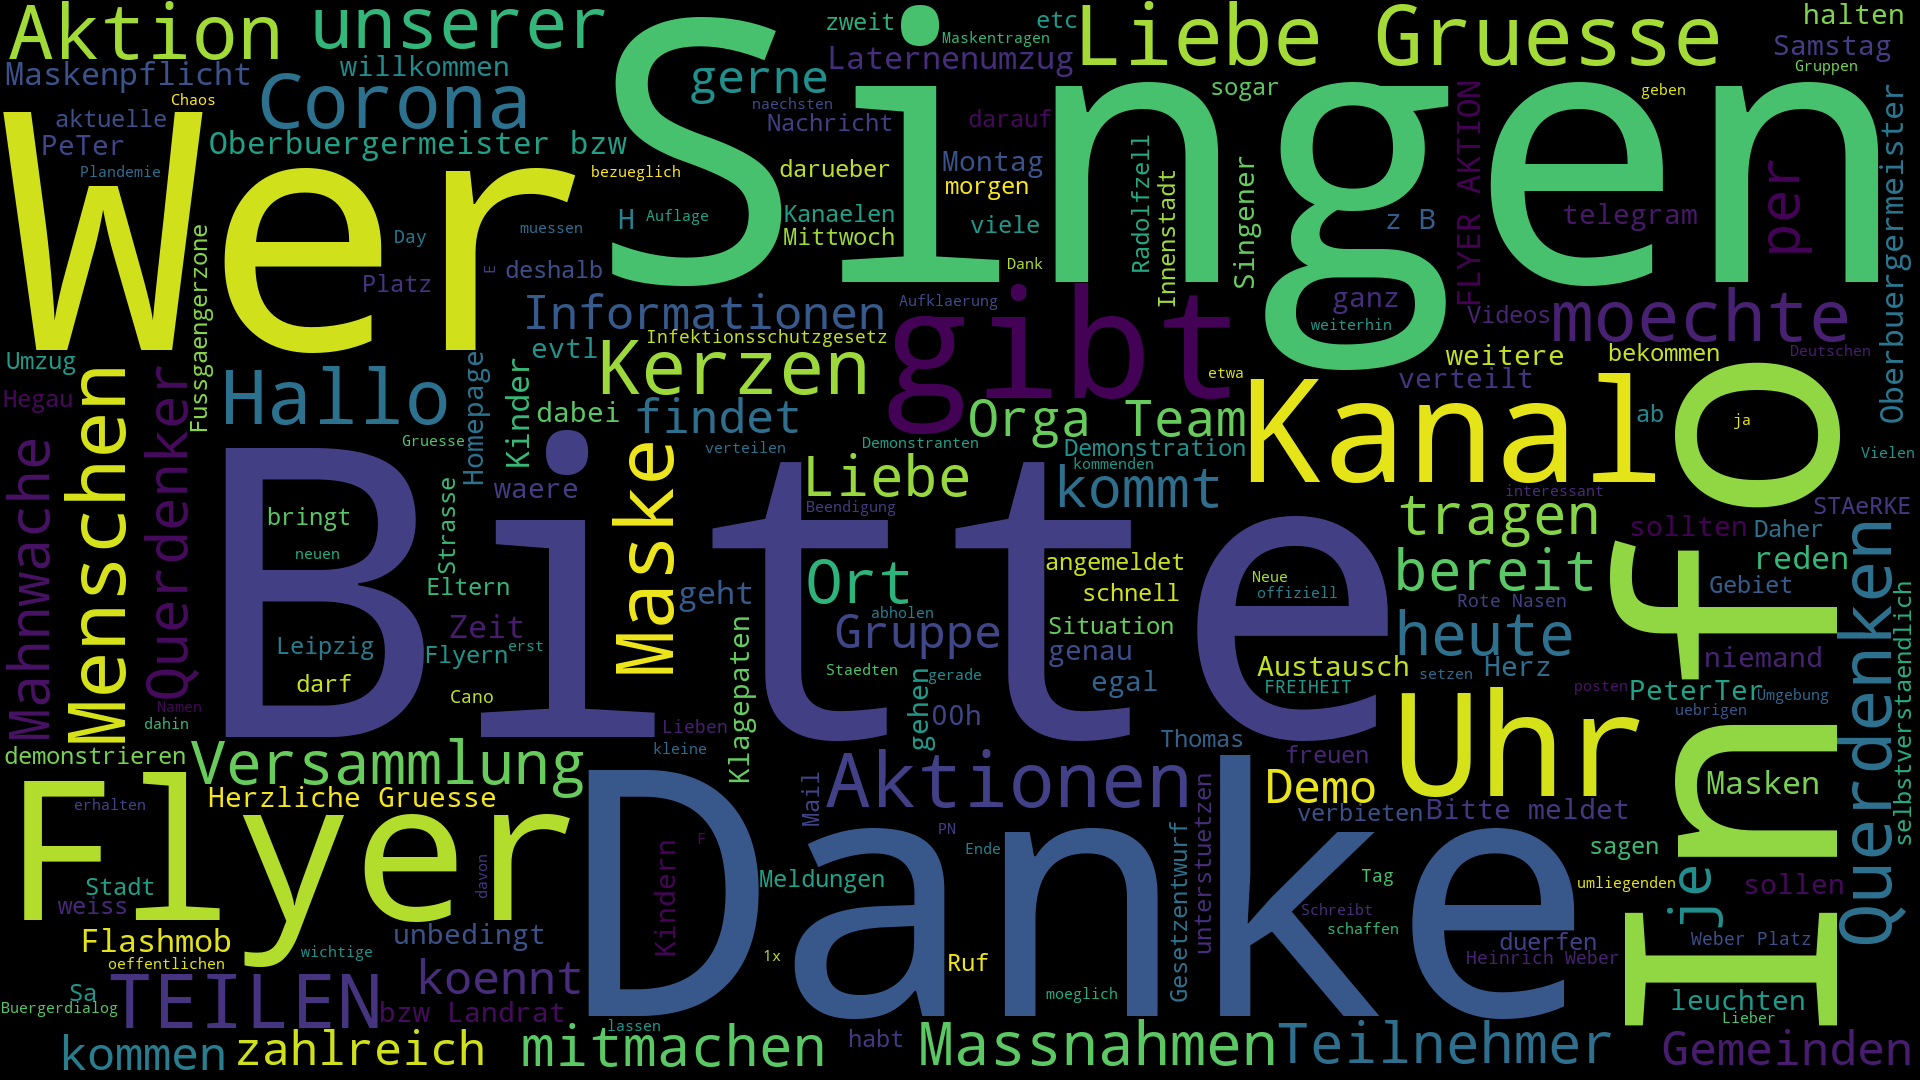 Aktion unserer
Singen
zweit
etc
Maskentragen
Liebe Gruesse
halten
Samstag
Gruppen
Maskenpflicht
willkommen
Corona
gerne
Laternenumzug
Chaos
aktuelle
PeTer
Plandemie
Wer
Oberbuergermeister bzw
naechsten
Nachricht
darauf
sogar
geben
FLYER AKTION
per
Oberbuergermeister
bezueglich
darueber
Montag
morgen
Radolfzell
Innenstadt
Singener
z B
telegram
H
Auflage
Kanaelen
Mittwoch
viele
Day
muessen
Fussgaengerzone
Platz
E
deshalb
Dank
Informationen
Aufklaerung
gibt
ganz
weiterhin
Videos
moechte
Infektionsschutzgesetz
evtl
Kerzen
Umzug
Hegau
Menschen
Querdenker
Hallo
Homepage
Kinder
dabei
findet
etwa
weitere
bekommen
Deutschen
verteilt
Kanal
ab
ja
Info
Orga Team
Gruesse
verteilen
Demonstranten
Demonstration
kommenden
Vielen
Mahnwache
Bitte
waere
Maske
Liebe
kommt
Beendigung
interessant
STAeRKE
tragen
sollten
Daher
bringt
neuen
Strasse
Eltern
Ort
angemeldet
schnell
Neue
offiziell
bereit
reden
Gebiet
Querdenken
selbstverstaendlich
geht
abholen
Rote Nasen
Zeit
Gruppe
Situation
genau
heute
niemand
Leipzig
Flyern
erst
darf
Cano
Klagepaten
Staedten
gerade
gehen
egal
Austausch
setzen
Herz
FREIHEIT
posten
PeterTer
Umgebung
uebrigen
Namen
dahin
Lieben
kleine
00h
Thomas
freuen
Uhr
demonstrieren
Versammlung
Herzliche Gruesse
erhalten
Mail
Aktionen
Demo
verbieten
Bitte meldet
Masken
Flyer
Danke
F
Kindern
PN
Ende
Gesetzentwurf
unterstuetzen
sagen
Stadt
weiss
davon
Meldungen
Tag
umliegenden
je
sollen
Flashmob
oeffentlichen
wichtige
unbedingt
Schreibt
schaffen
duerfen
Heinrich Weber
Weber Platz
1x
Ruf
Sa
Buergerdialog
TEILEN
koennt
bzw Landrat
moeglich
leuchten
Lieber
kommen
zahlreich
lassen
mitmachen
habt
Massnahmen
Teilnehmer
Gemeinden